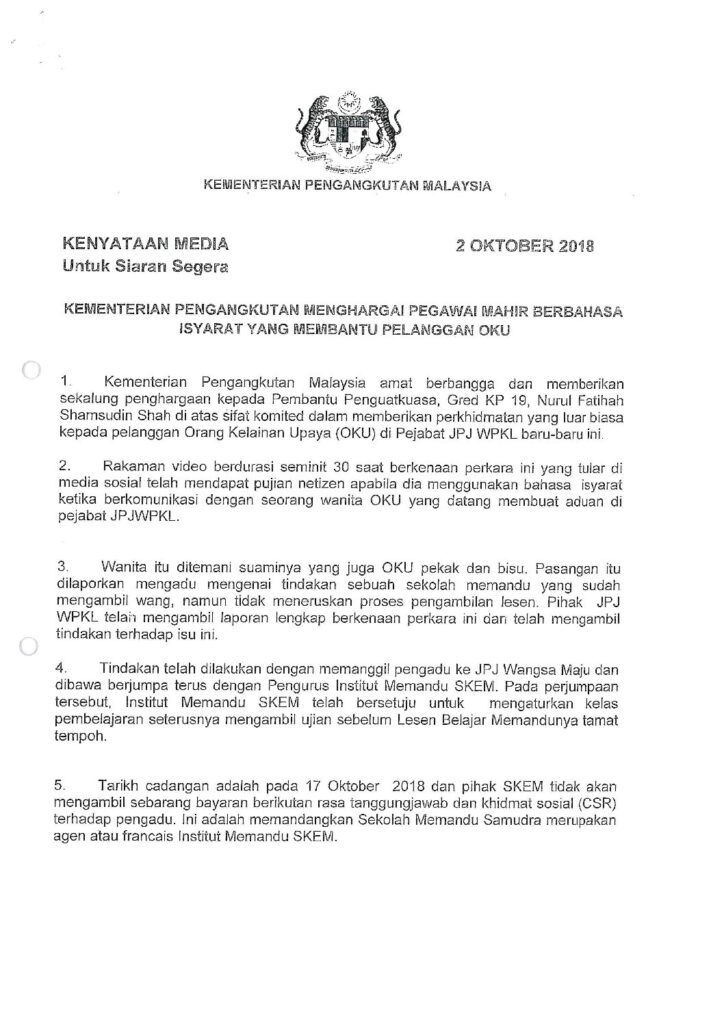 KEMENTERIAN PENGANGKUTAN MALAYSIA
KENYATAAN MEDIA
2 OKTOBER 2018
Untuk Siaran Segera
KEMENTERIAN PENGANGKUTAN MENGHARGAI PEGAWAI MAHIR BERBAHASA
ISYARAT YANG MEMBANTU PELANGGAN OKU
1. Kementerian Pengangkutan Malaysia amat berbangga dan memberikan
sekalung penghargaan kepada Pembantu Penguatkuasa, Gred KP 19, Nurul Fatihah
Shamsudin Shah di atas sifat komited dalam memberikan perkhidmatan yang luar biasa
kepada pelanggan Orang Kelainan Upaya (OKU) di Pejabat JPJ WPKL baru-baru ini.
2. Rakaman video berdurasi seminit 30 saat berkenaan perkara ini yang tular di
media sosial telah mendapat pujian netizen apabila dia menggunakan bahasa isyarat
ketika berkomunikasi dengan seorang wanita OKU yang datang membuat aduan di
pejabat JPJWPKL.
3. Wanita itu ditemani suaminya yang juga OKU pekak dan bisu. Pasangan itu
dilaporkan mengadu mengenai tindakan sebuah sekolah memandu yang sudah
mengambil wang, namun tidak meneruskan proses pengambilan lesen. Pihak JPJ
WPKL telah mengambil laporan lengkap berkenaan perkara ini dan telah mengambil
tindakan terhadap isu ini.
4. Tindakan telah dilakukan dengan memanggil pengadu ke JPJ Wangsa Maju dan
dibawa berjumpa terus dengan Pengurus Institut Memandu SKEM. Pada perjumpaan
tersebut, Institut Memandu SKEM telah bersetuju untuk mengaturkan kelas
pembelajaran seterusnya mengambil ujian sebelum Lesen Belajar Memandunya tamat
tempoh.
5. Tarikh cadangan adalah pada 17 Oktober 2018 dan pihak SKEM tidak akan
mengambil sebarang bayaran berikutan rasa tanggungjawab dan khidmat sosial (CSR)
terhadap pengadu. Ini adalah memandangkan Sekolah Memandu Samudra merupakan
agen atau francais Institut Memandu SKEM.